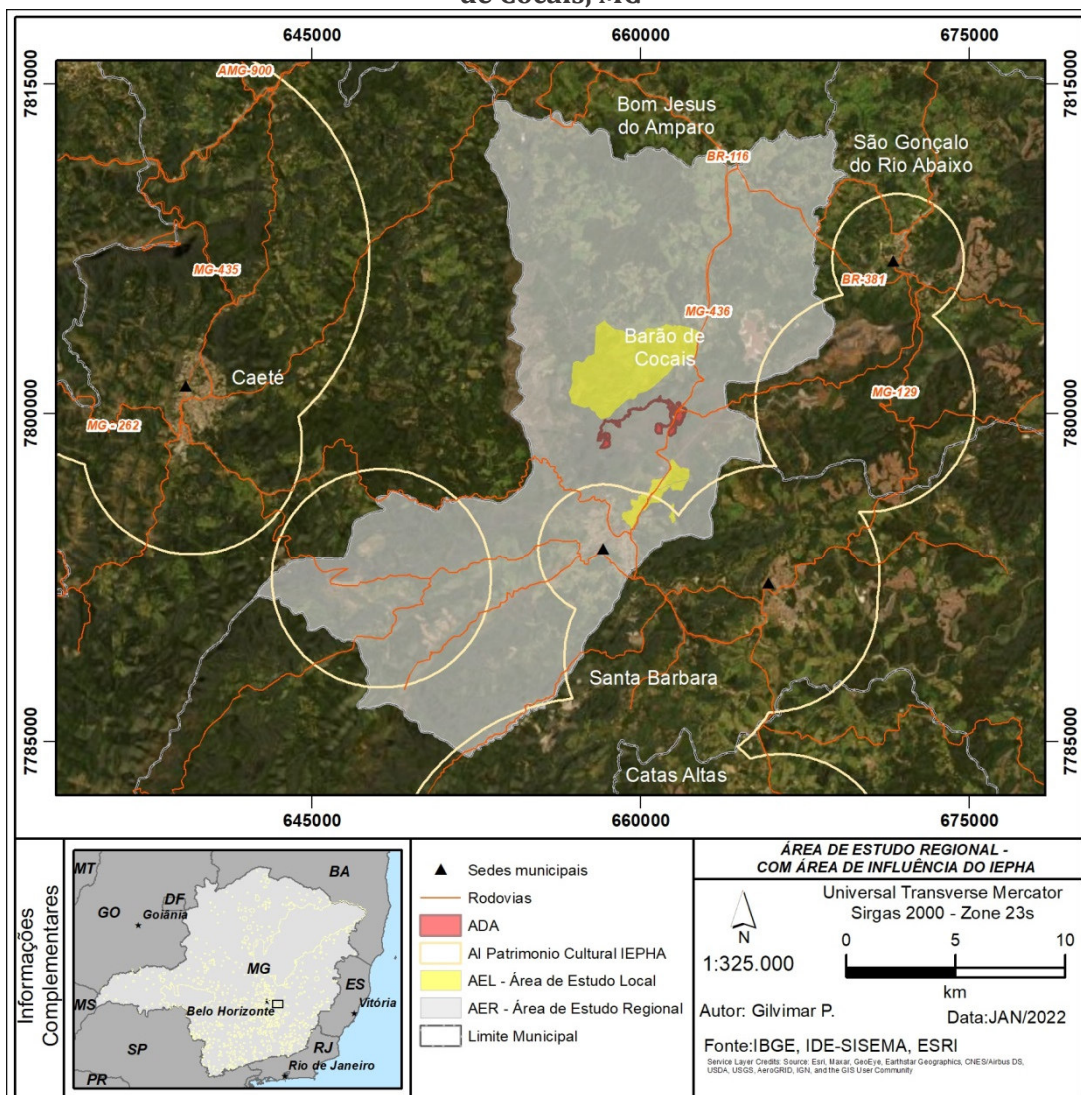 de Cocais, MG
645000
660000
675000
7815000
7815000
AMG-900
Bom Jesus
do Amparo
São Gonçalo
do Rio Abaixo
BR-116
MG-435
BR-381
MG-436
Barão de
Cocais
Caeté
MG-129
7800000
7800000
MG - 262
Santa Barbara
Catas Altas
7785000
7785000
645000
660000
675000
Informações
Complementares
MT
DF
BA
GO
Goiânia
MG
MS
Belo Horizonte
ES
Vitória
SP
RJ
Rio de Janeiro
PR
Sedes municipais
Rodovias
ADA
AI Patrimonio Cultural IEPHA
AEL - Área de Estudo Local
AER - Área de Estudo Regional
Limite Municipal
ÁREA DE ESTUDO REGIONAL -
COM ÁREA DE INFLUÊNCIA DO IEPHA
Universal Transverse Mercator
Sirgas 2000 - Zone 23s
N
0 5 10
1:325.000
km
Autor: Gilvimar P.
Data:JAN/2022
Fonte:IBGE, IDE-SISEMA, ESRI
Service Layer Credits: Source: Esri, Maxar, GeoEye, Earthstar Geographics, CNES/Airbus DS,
USDA, USGS, AeroGRID, IGN, and the GIS User Community